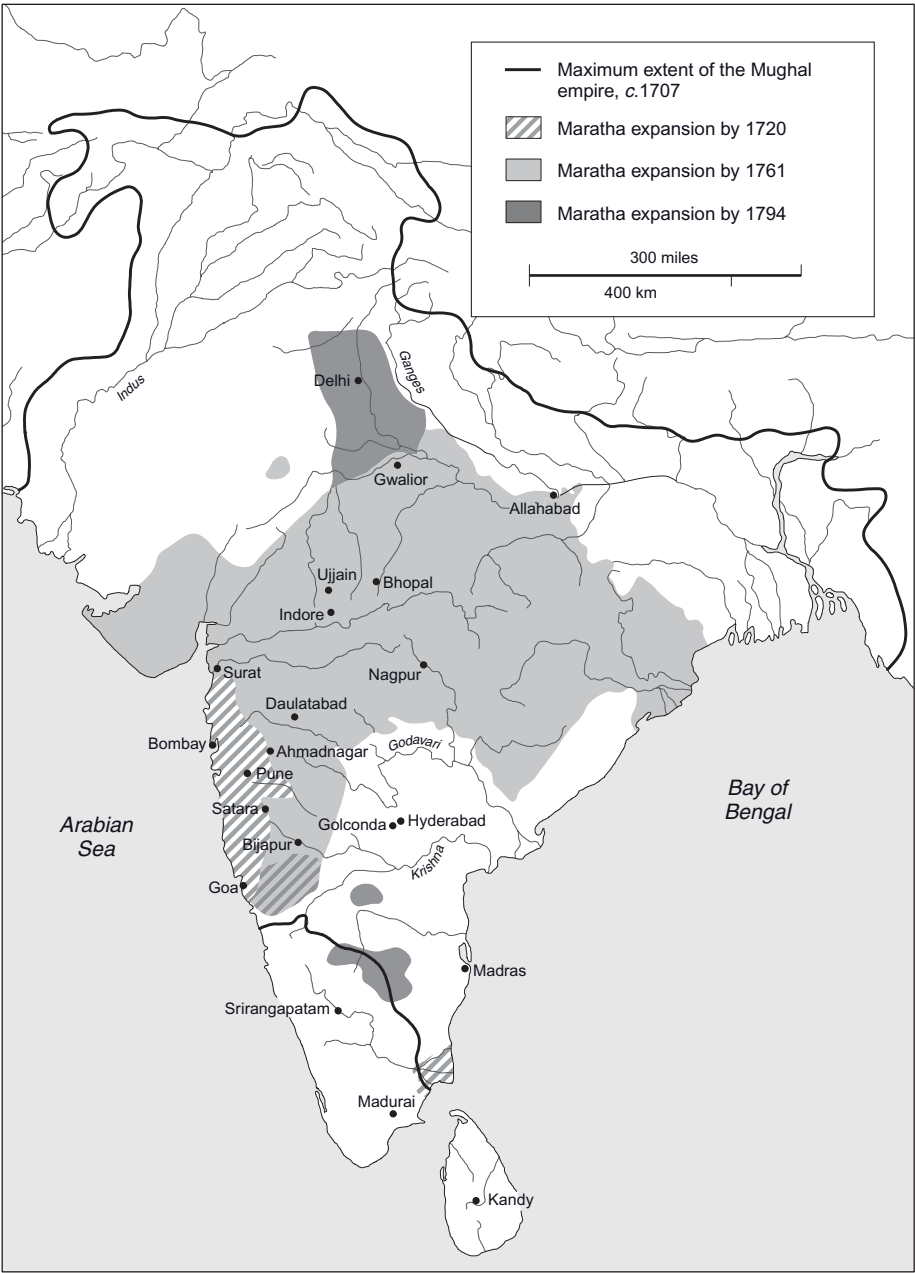 Maximum extent of the Mughal
empire, c.1707
Maratha expansion by 1720
Maratha expansion by 1761
Maratha expansion by 1794
300 miles
400 km
Delhi
Ganges
Indus
Gwalior
Allahabad
Ujjain
Bhopal
Indore
Surat
Nagpur
Daulatabad
Bombay
Ahmadnagar
Godavari
Pune
Bay of
Bengal
Satara
Arabian
Sea
Golconda
Hyderabad
Bijapur
Krishna
Goa
Madras
Srirangapatam
Madurai
Kandy